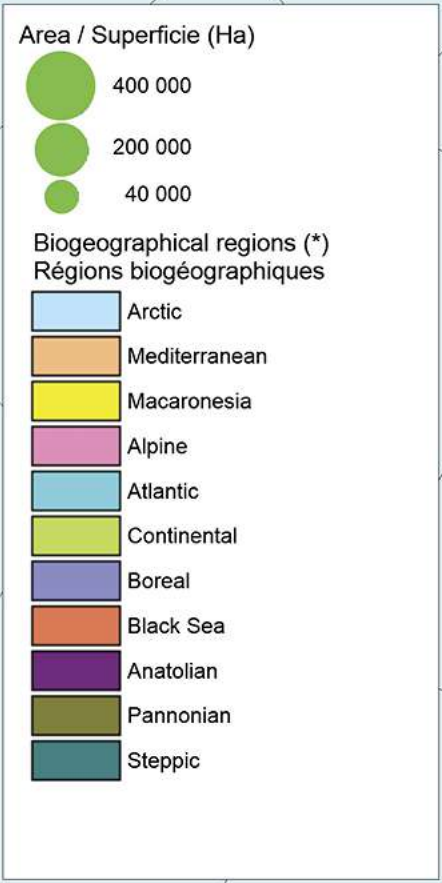 Area / Superficie (Ha)
400 000
200 000
40 000
Biogeographical regions (*)
Régions biogéographiques
Arctic
Mediterranean
Macaronesia
Alpine
Atlantic
Continental
Boreal
Black Sea
Anatolian
Pannonian
Steppic